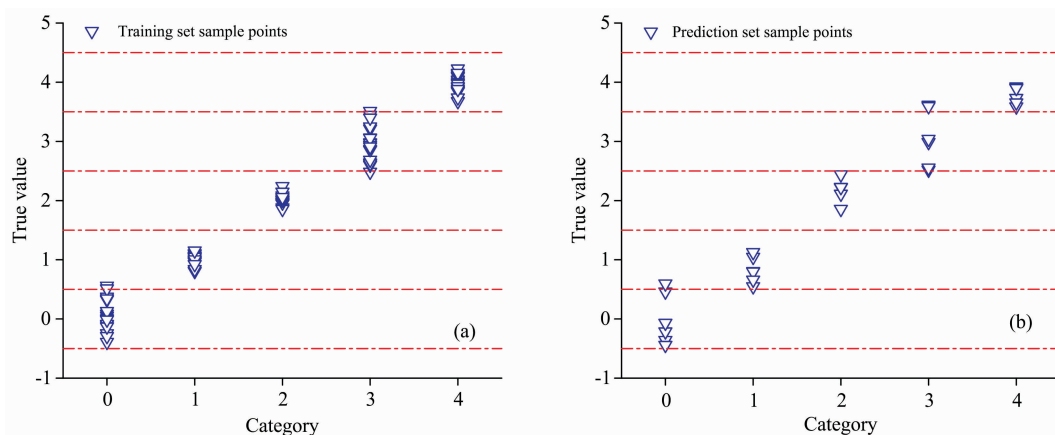 Training set sample points
5
4
3
2
1
0
-1
True value
(a)
0 1 2 3 4
Category
Prediction set sample points
5
4
3
2
1
0
-1
True value
(b)
0 1 2 3 4
Category